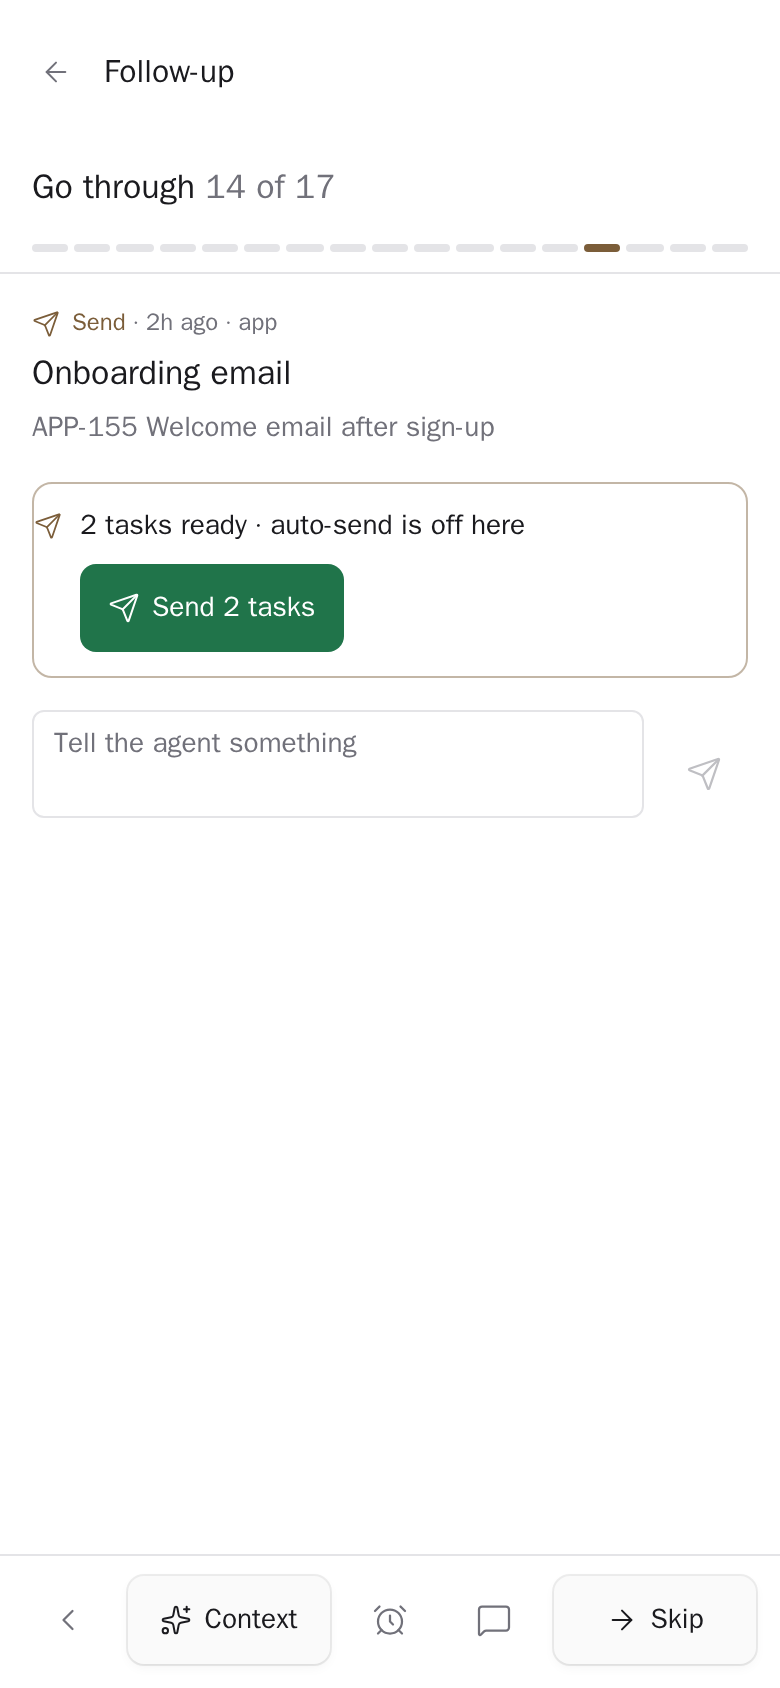 Follow-up
Go through 14 of 17
Send · 2h ago · app
Onboarding email
APP-155 Welcome email after sign-up
2 tasks ready · auto-send is off here
Send 2 tasks
Tell the agent something
Context
Skip